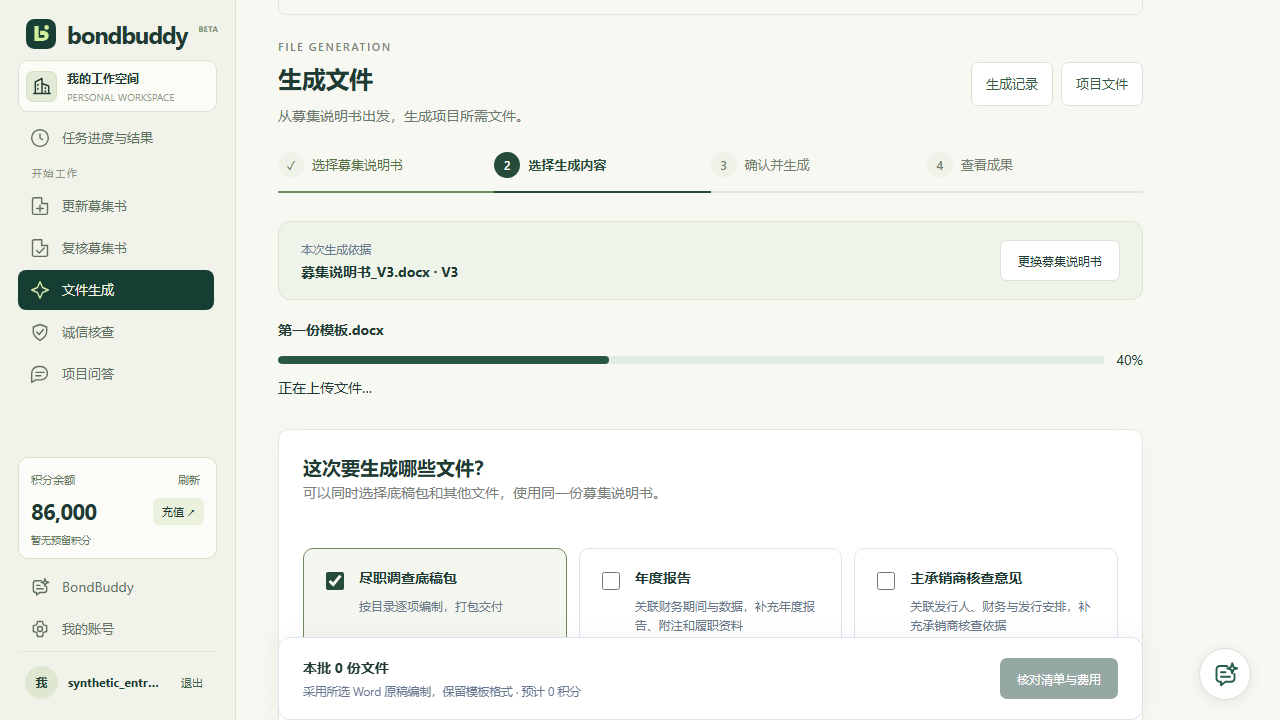 bondbuddy BETA
我的工作空间
PERSONAL WORKSPACE
任务进度与结果
开始工作
更新募集书
复核募集书
文件生成
诚信核查
项目问答
积分余额 刷新
86,000 充值 ↗
暂无预留积分
BondBuddy
我的账号
我 synthetic_entr... 退出
FILE GENERATION
生成文件
从募集说明书出发，生成项目所需文件。
生成记录 项目文件
✓ 选择募集说明书 2 选择生成内容 3 确认并生成 4 查看成果
本次生成依据
募集说明书_V3.docx · V3
更换募集说明书
第一份模板.docx
40%
正在上传文件...
这次要生成哪些文件？
可以同时选择底稿包和其他文件，使用同一份募集说明书。
尽职调查底稿包
按目录逐项编制，打包交付
年度报告
关联财务期间与数据，补充年度报
告、附注和履职资料
主承销商核查意见
关联发行人、财务与发行安排，补
充承销商核查依据
本批 0 份文件
采用所选 Word 原稿编制，保留模板格式 · 预计 0 积分
核对清单与费用